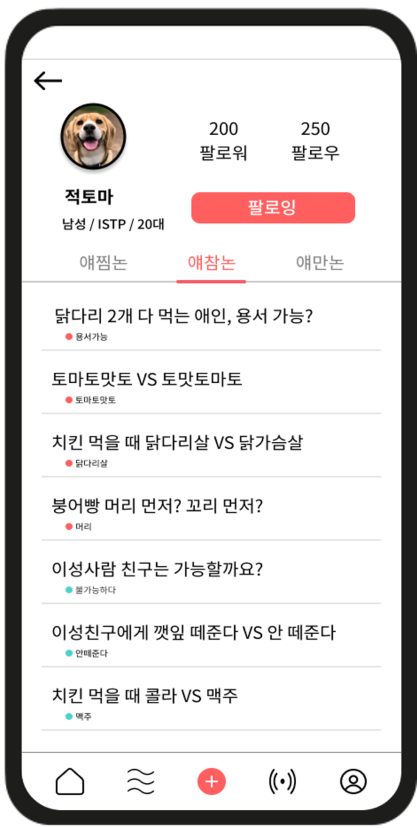 200 250
팔로워 팔로우
적토마
남성 / ISTP / 20대
팔로잉
얘찜논 얘참논 얘만논
닭다리 2개 다 먹는 애인, 용서 가능?
용서가능
토마토맛토 VS 토맛토마토
토마토맛토
치킨 먹을 때 닭다리살 VS 닭가슴살
닭다리살
붕어빵 머리 먼저? 꼬리 먼저?
머리
이성사람 친구는 가능할까요?
불가능하다
이성친구에게 깻잎 떼준다 VS 안 떼준다
안떼준다
치킨 먹을 때 콜라 VS 맥주
맥주